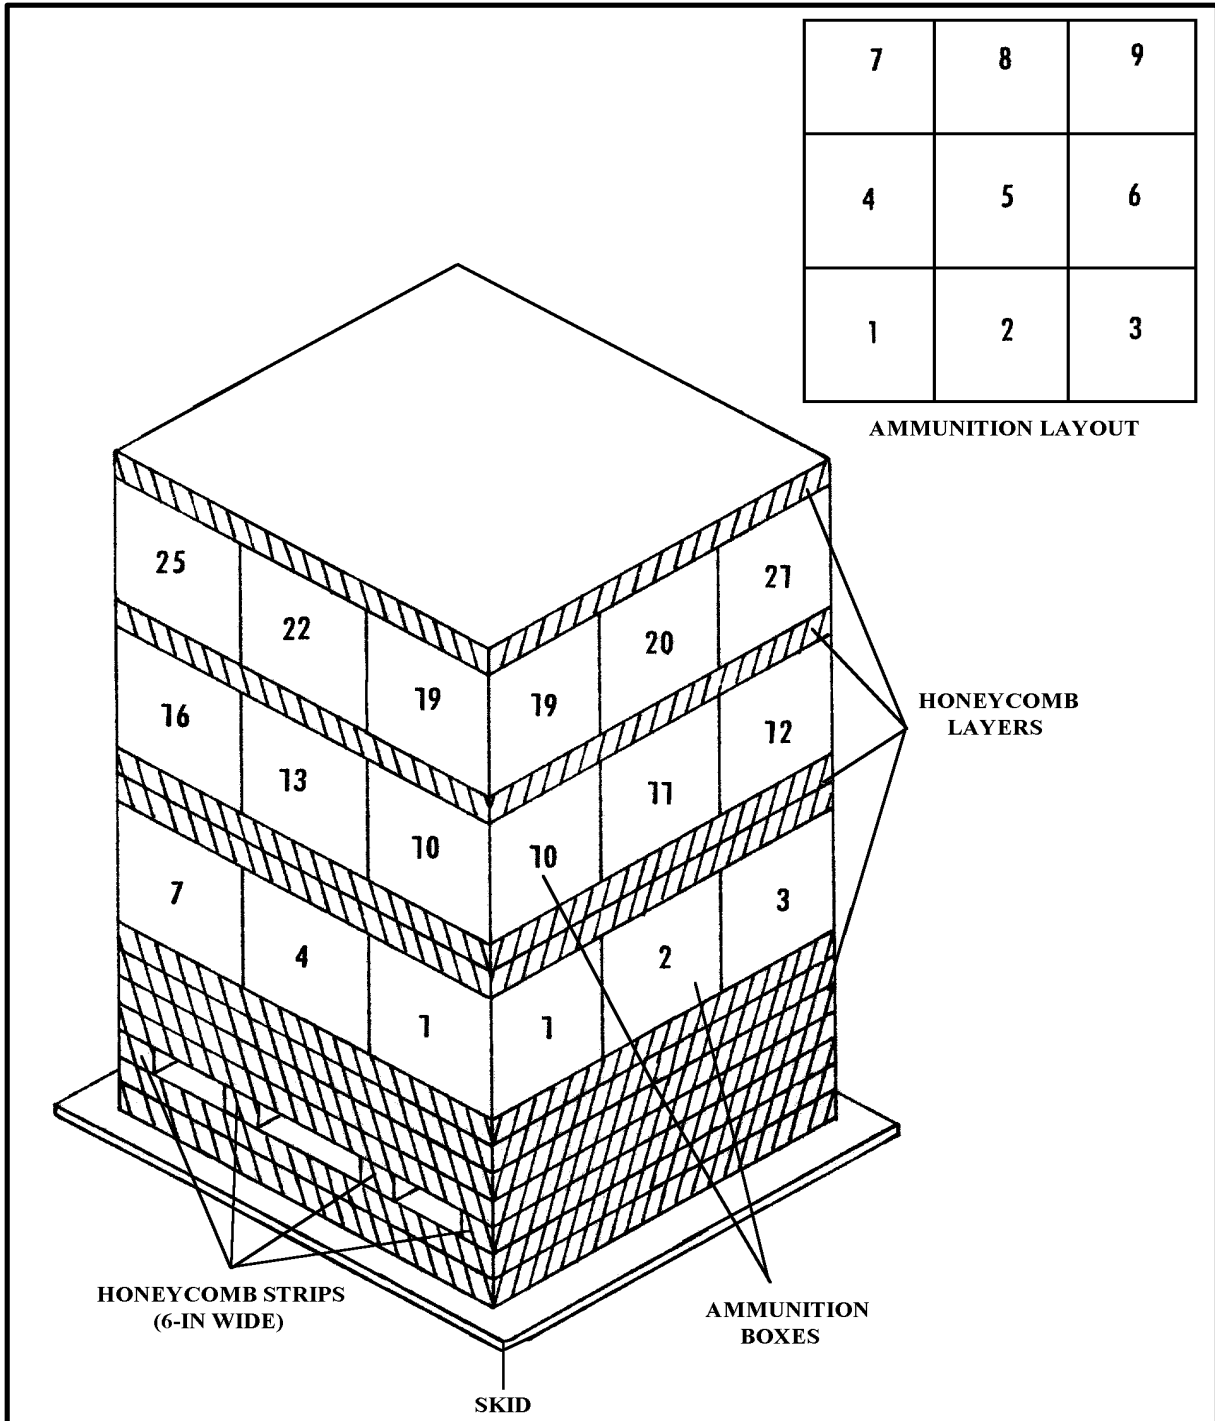 7 8 9
4 5 6
1 2 3
AMMUNITION LAYOUT
25 22 19 19 20 21
16 13 10 10 11 12
7 4 1 1 2 3
HONEYCOMB
LAYERS
HONEYCOMB STRIPS
(6-IN WIDE)
AMMUNITION
BOXES
SKID